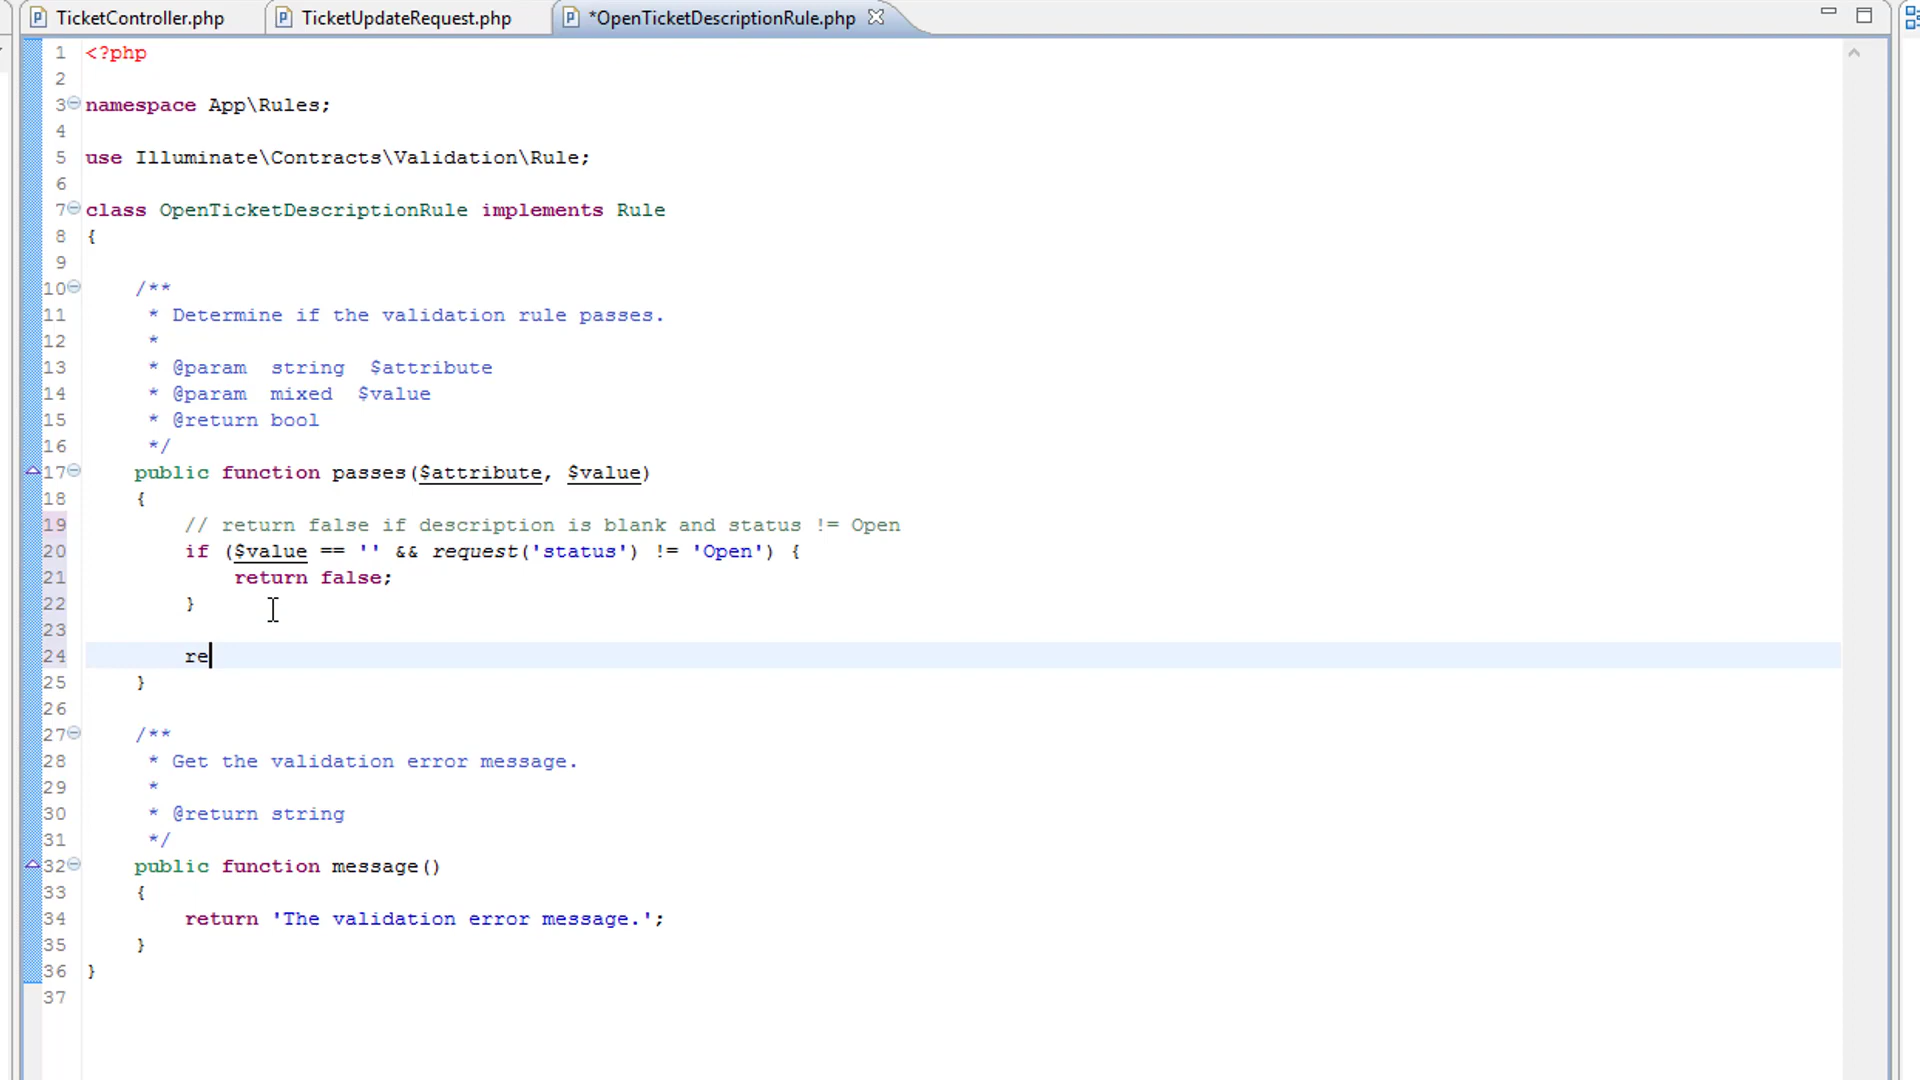 TicketController.php TicketUpdateRequest.php *OpenTicketDescriptionRule.php
1 <?php
2
3 namespace App\Rules;
4
5 use Illuminate\Contracts\Validation\Rule;
6
7 class OpenTicketDescriptionRule implements Rule
8 {
9
10 /**
11 * Determine if the validation rule passes.
12 *
13 * @param  string  $attribute
14 * @param  mixed  $value
15 * @return bool
16 */
17 public function passes($attribute, $value)
18 {
19 // return false if description is blank and status != Open
20 if ($value == '' && request('status') != 'Open') {
21 return false;
22 }
23
24 re
25 }
26
27 /**
28 * Get the validation error message.
29 *
30 * @return string
31 */
32 public function message()
33 {
34 return 'The validation error message.';
35 }
36 }
37